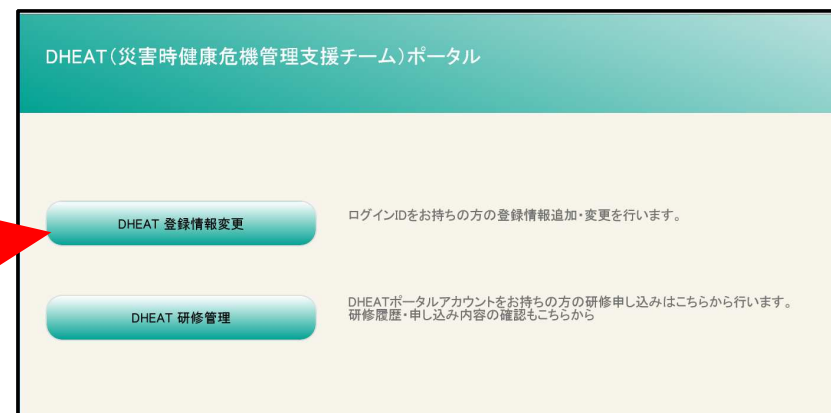 DHEAT(災害時健康危機管理支援チーム)ポータル
DHEAT 登録情報変更
ログインIDをお持ちの方の登録情報追加・変更を行います。
DHEAT 研修管理
DHEATポータルアカウントをお持ちの方の研修申し込みはこちらから行います。
研修履歴・申し込み内容の確認もこちらから